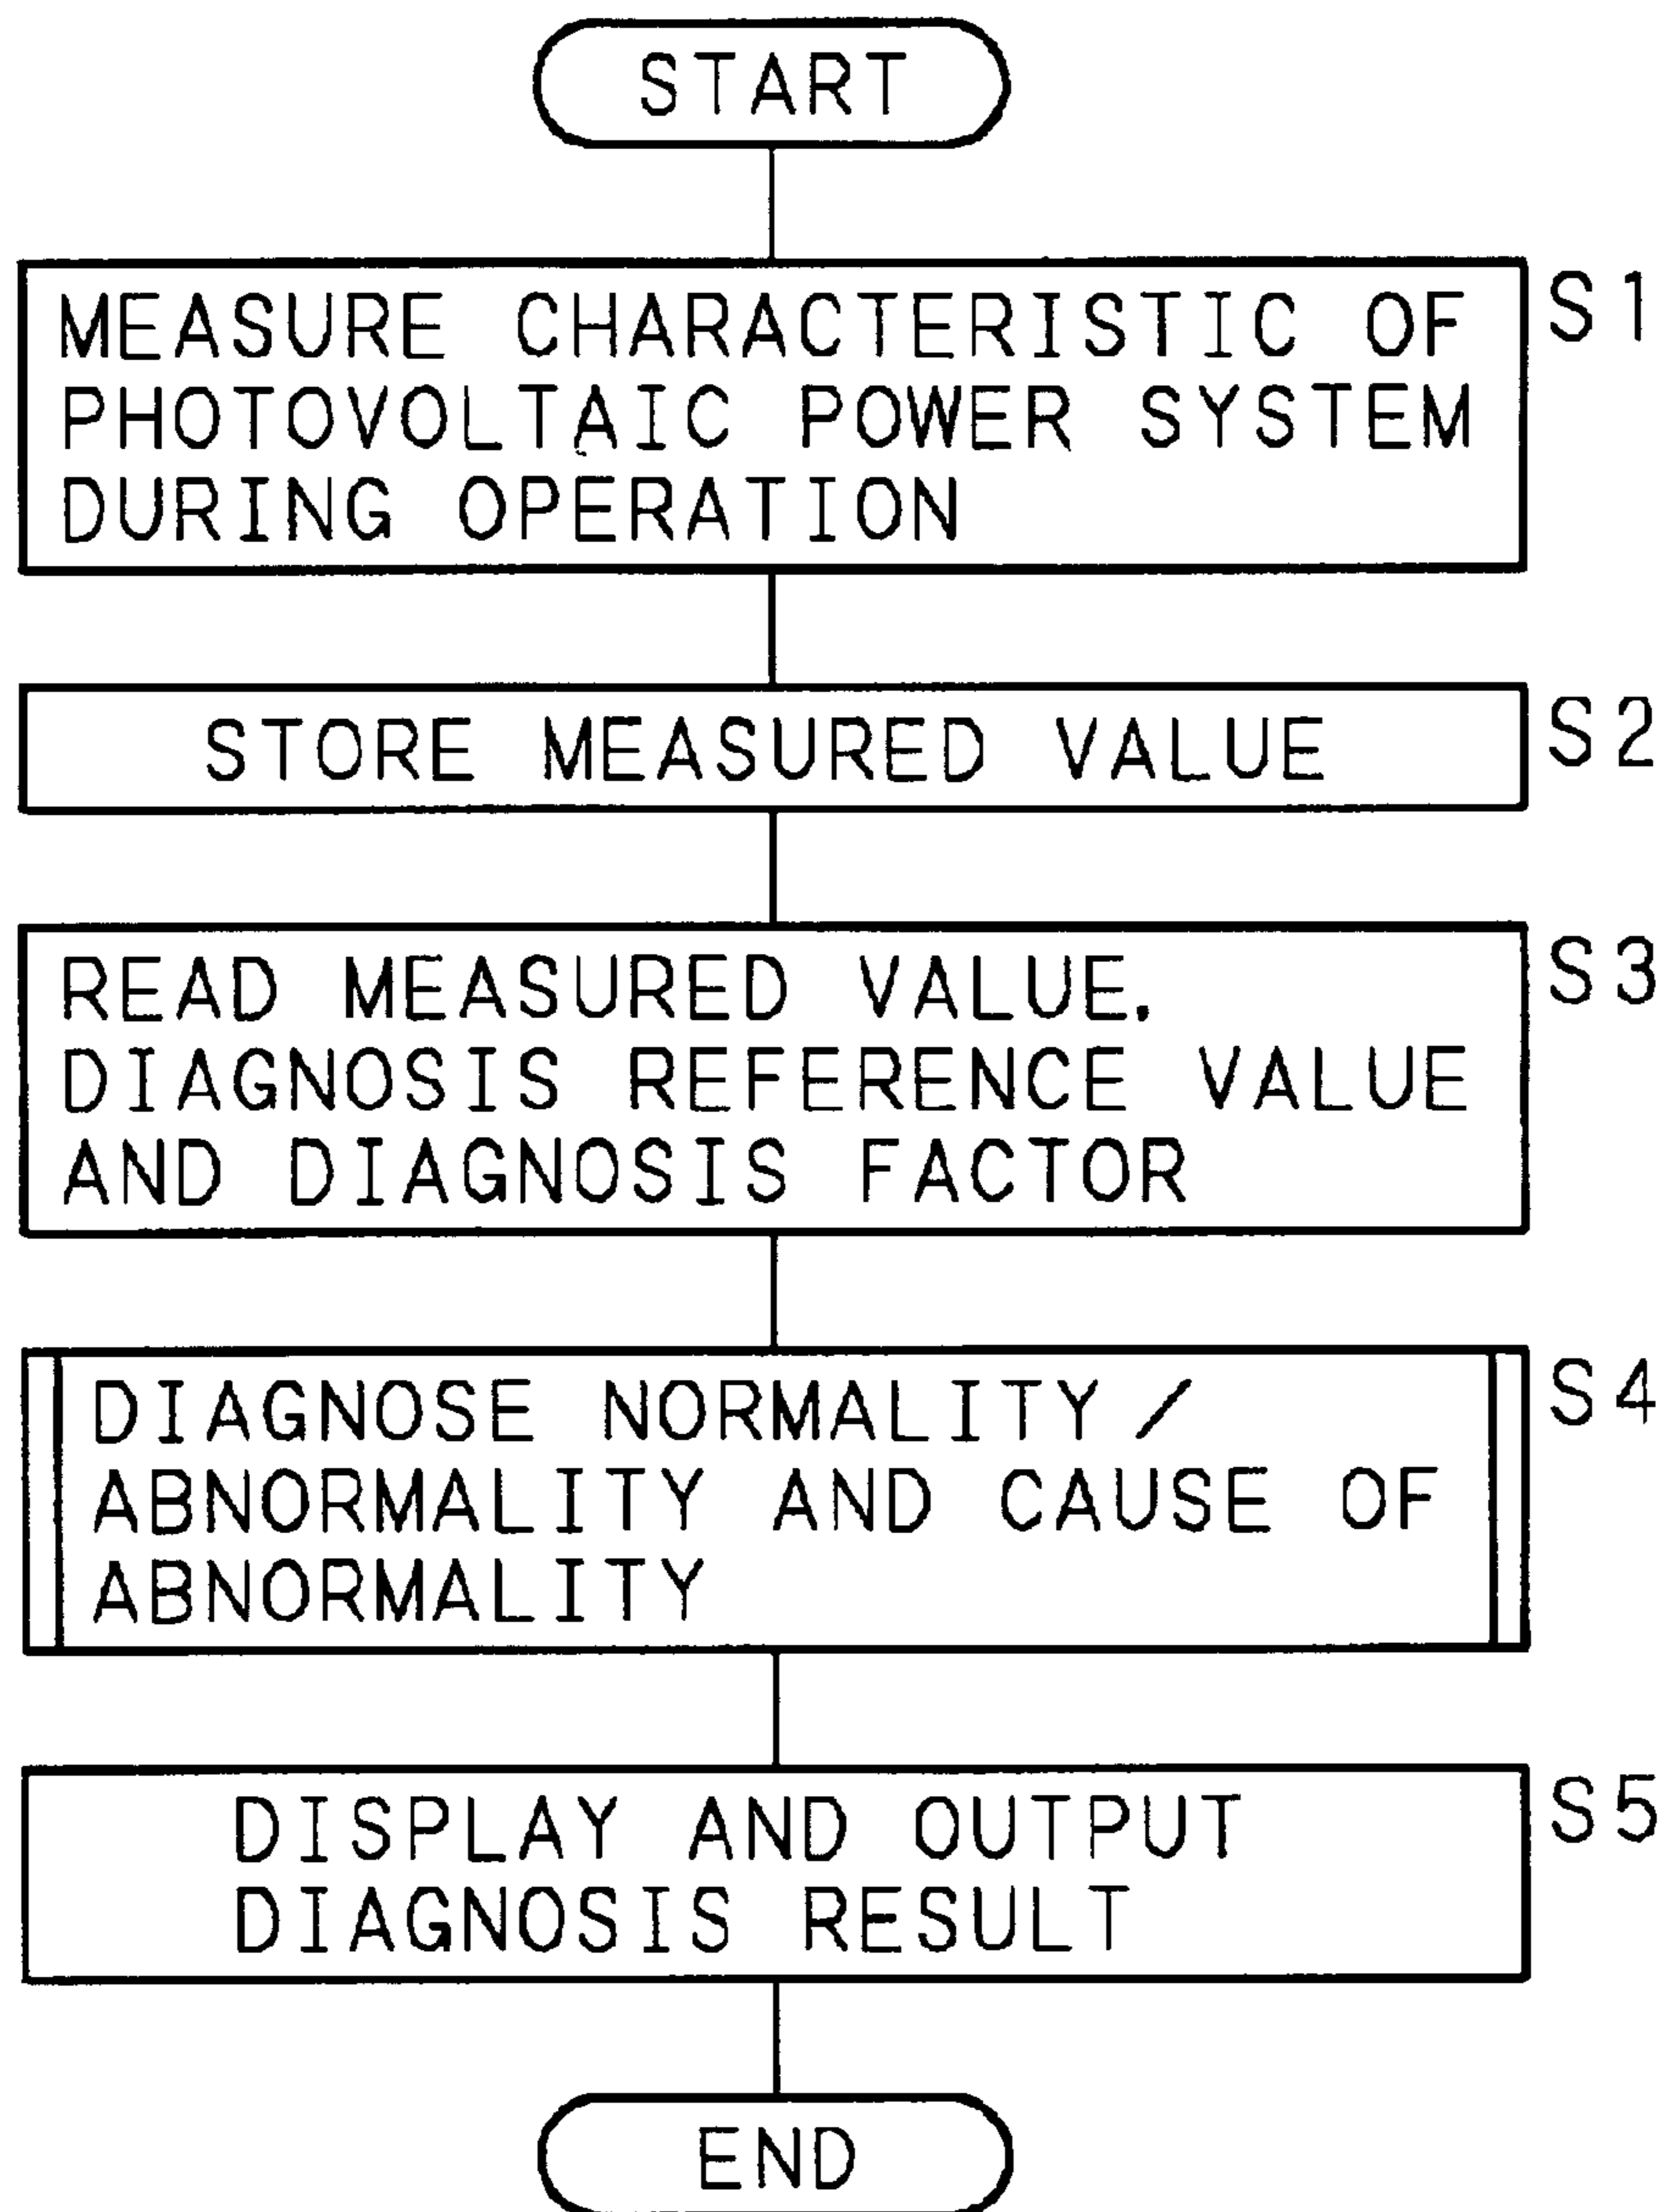 START
MEASURE CHARACTERISTIC OF S1
PHOTOVOLTAIC POWER SYSTEM
DURING OPERATION
STORE MEASURED VALUE S2
READ MEASURED VALUE, S3
DIAGNOSIS REFERENCE VALUE
AND DIAGNOSIS FACTOR
DIAGNOSE NORMALITY/ S4
ABNORMALITY AND CAUSE OF
ABNORMALITY
DISPLAY AND OUTPUT S5
DIAGNOSIS RESULT
END